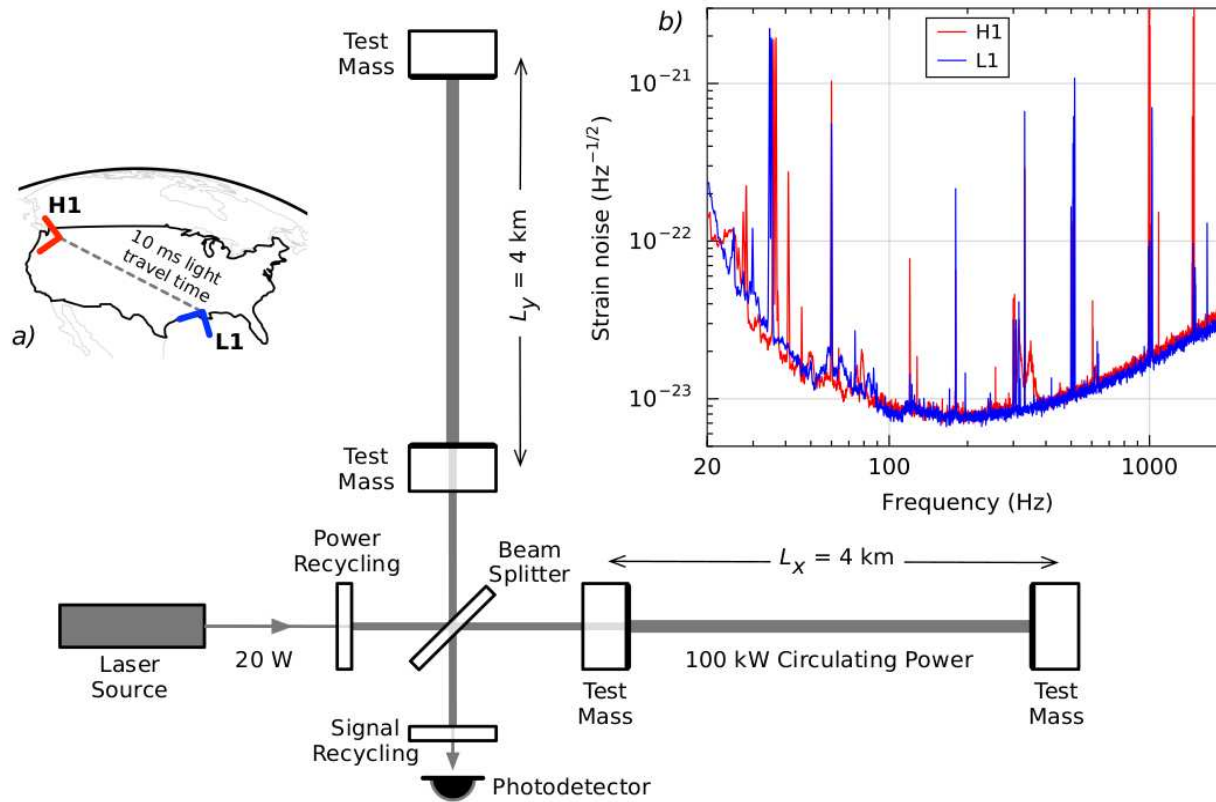 a)
H1
10 ms light
travel time
L1
Test
Mass
L_y = 4 km
Test
Mass
Power
Recycling
Beam
Splitter
L_x = 4 km
Laser
Source
20 W
100 kW Circulating Power
Test
Mass
Test
Mass
Signal
Recycling
Photodetector
b)
H1
L1
Strain noise (Hz^{-1/2})
10^{-21}
10^{-22}
10^{-23}
20
100
1000
Frequency (Hz)